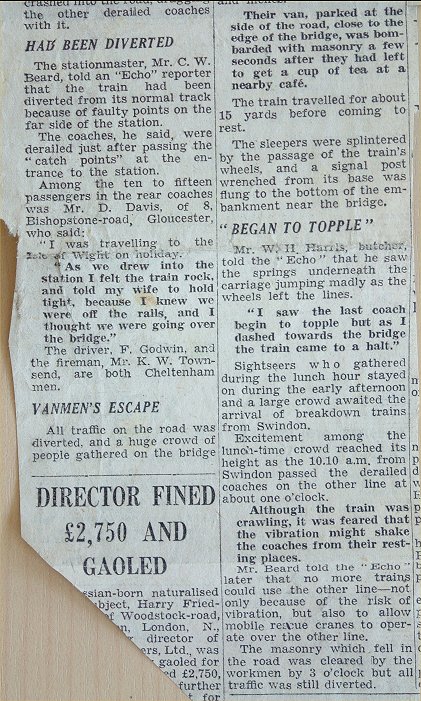 crashed into the road, dragging
the other derailed coaches
with it.
HAD BEEN DIVERTED
The stationmaster, Mr. C. W.
Beard, told an "Echo" reporter
that the train had been
diverted from its normal track
because of faulty points on the
far side of the station.
The coaches, he said, were
derailed just after passing the
"catch points" at the en-
trance to the station.
Among the ten to fifteen
passengers in the rear coaches
was Mr. D. Davis, of 8,
Bishopstone-road, Gloucester,
who said:
"I was travelling to the
Isle of Wight on holiday.
"As we drew into the
station I felt the train rock,
and told my wife to hold
tight, because I knew we
were off the rails, and I
thought we were going over
the bridge."
The driver, F. Godwin, and
the fireman, Mr. K. W. Town-
send, are both Cheltenham
men.
VANMEN'S ESCAPE
All traffic on the road was
diverted, and a huge crowd of
people gathered on the bridge
DIRECTOR FINED
£2,750 AND
GAOLED
ssian-born naturalised
bject, Harry Fried-
f Woodstock-road,
n, London, N.,
director of
ers, Ltd., was
gaoled for
d £2,750,
further
for
Their van, parked at the
side of the road, close to the
edge of the bridge, was bom-
barded with masonry a few
seconds after they had left
to get a cup of tea at a
nearby café.
The train travelled for about
15 yards before coming to
rest.
The sleepers were splintered
by the passage of the train's
wheels, and a signal post
wrenched from its base was
flung to the bottom of the em-
bankment near the bridge.
"BEGAN TO TOPPLE"
Mr. W. H. Harris, butcher,
told the "Echo" that he saw
the springs underneath the
carriage jumping madly as the
wheels left the lines.
"I saw the last coach
begin to topple but as I
dashed towards the bridge
the train came to a halt."
Sightseers who gathered
during the lunch hour stayed
on during the early afternoon
and a large crowd awaited the
arrival of breakdown trains
from Swindon.
Excitement among the
lunch-time crowd reached its
height as the 10.10 a.m. from
Swindon passed the derailed
coaches on the other line at
about one o'clock.
Although the train was
crawling, it was feared that
the vibration might shake
the coaches from their rest-
ing places.
Mr. Beard told the "Echo"
later that no more trains
could use the other line—not
only because of the risk of
vibration, but also to allow
mobile rescue cranes to oper-
ate over the other line.
The masonry which fell in
the road was cleared by the
workmen by 3 o'clock but all
traffic was still diverted.